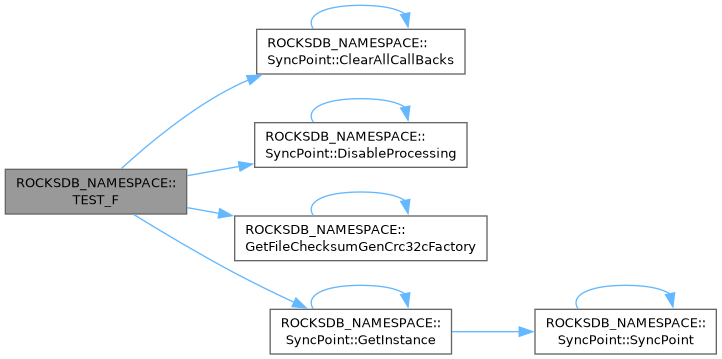 ROCKSDB_NAMESPACE::
SyncPoint::ClearAllCallBacks
ROCKSDB_NAMESPACE::
SyncPoint::DisableProcessing
ROCKSDB_NAMESPACE::
TEST_F
ROCKSDB_NAMESPACE::
GetFileChecksumGenCrc32cFactory
ROCKSDB_NAMESPACE::
SyncPoint::GetInstance
ROCKSDB_NAMESPACE::
SyncPoint::SyncPoint